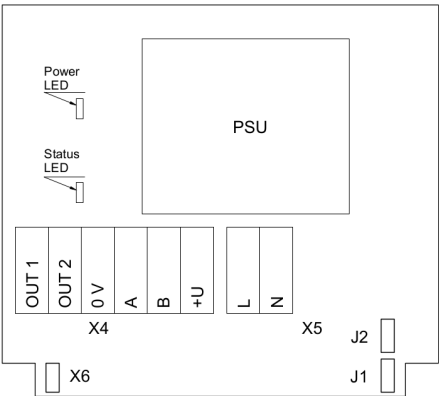 Power
LED
PSU
Status
LED
OUT 1
OUT 2
0 V
A
B
+U
L
N
X4
X5
J2
X6
J1